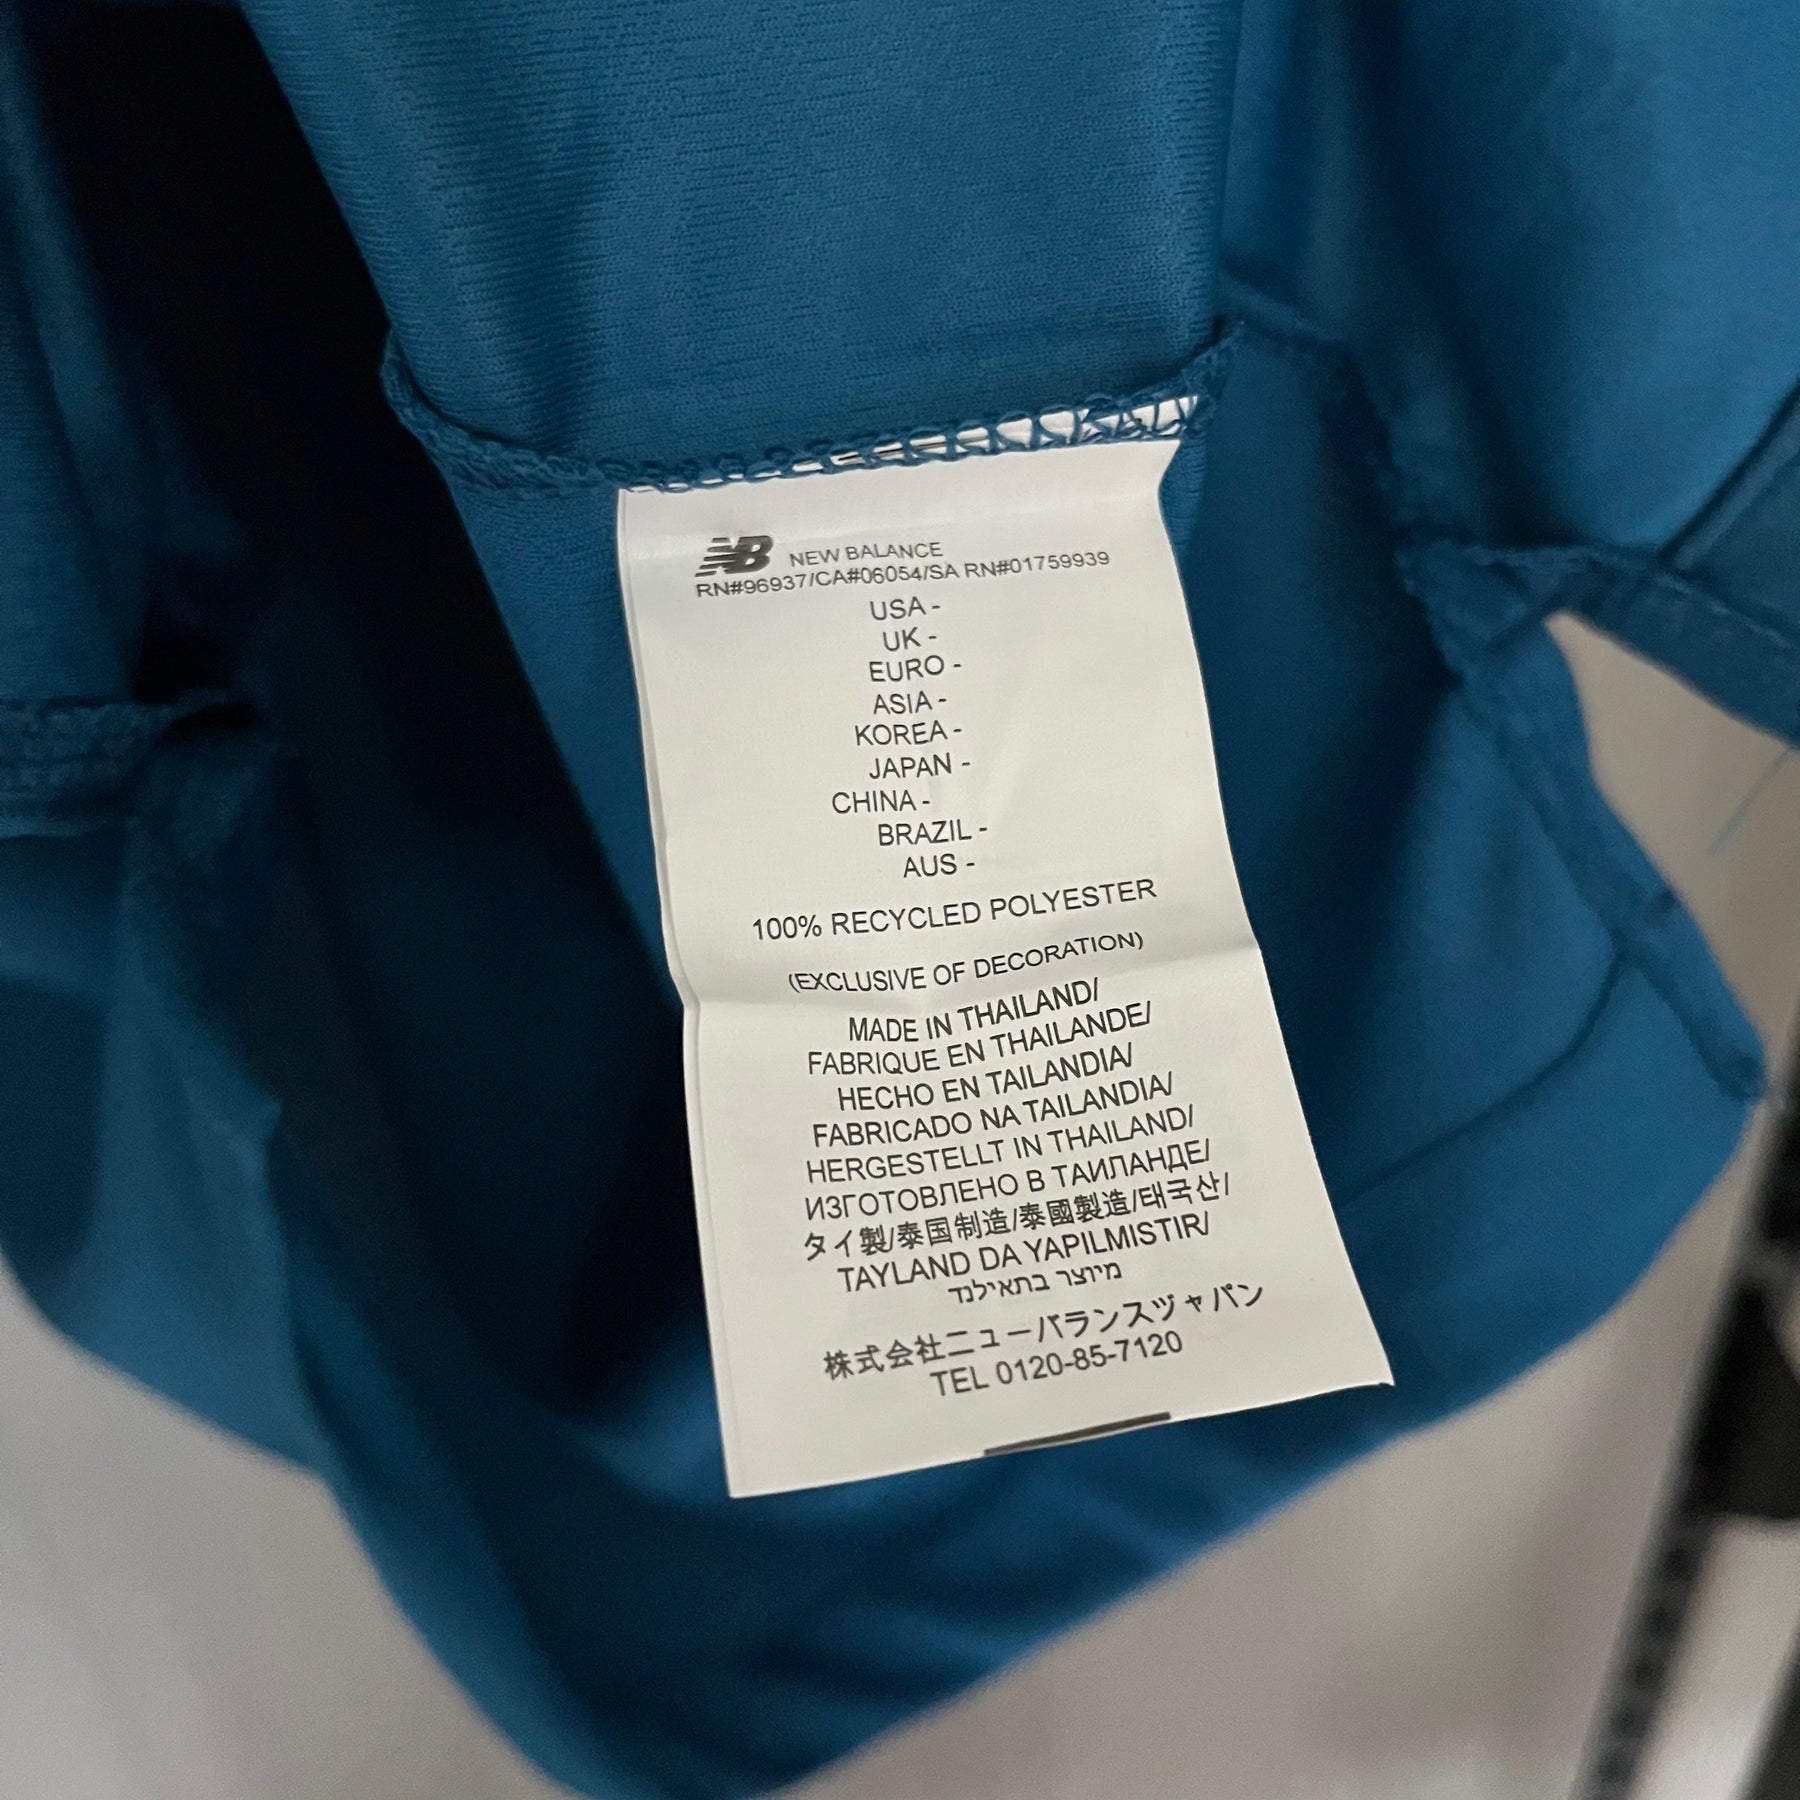 NB NEW BALANCE
RN#96937/CA#06054/SA RN#01759939
USA -
UK -
EURO -
ASIA -
KOREA -
JAPAN -
CHINA -
BRAZIL -
AUS -
100% RECYCLED POLYESTER
(EXCLUSIVE OF DECORATION)
MADE IN THAILAND/
FABRIQUE EN THAILANDE/
HECHO EN TAILANDIA/
FABRICADO NA TAILANDIA/
HERGESTELLT IN THAILAND/
ИЗГОТОВЛЕНО В ТАИЛАНДЕ/
タイ製/泰国制造/泰國製造/태국산/
TAYLAND DA YAPILMISTIR/
מיוצר בתאילנד
株式会社ニューバランスヅャパン
TEL 0120-85-7120